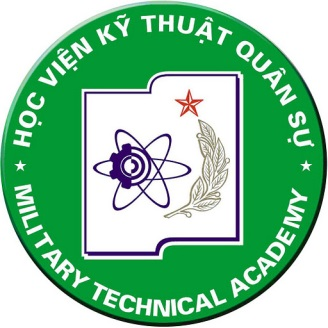 HỌC VIỆN KỸ THUẬT QUÂN SỰ
MILITARY TECHNICAL ACADEMY